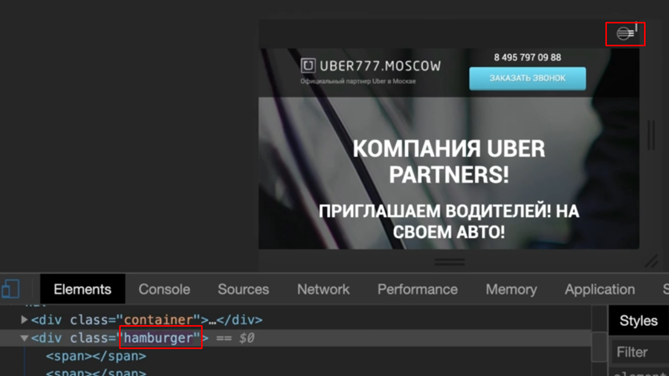 UBER777.MOSCOW
Официальный партнер Uber в Москве
8 495 797 09 88
ЗАКАЗАТЬ ЗВОНОК
КОМПАНИЯ UBER
PARTNERS!
ПРИГЛАШАЕМ ВОДИТЕЛЕЙ! НА
СВОЕМ АВТО!
Elements Console Sources Network Performance Memory Application
<div class="container">…</div>
<div class="hamburger"> == $0
<span></span>
<span></span>
Styles
Filter